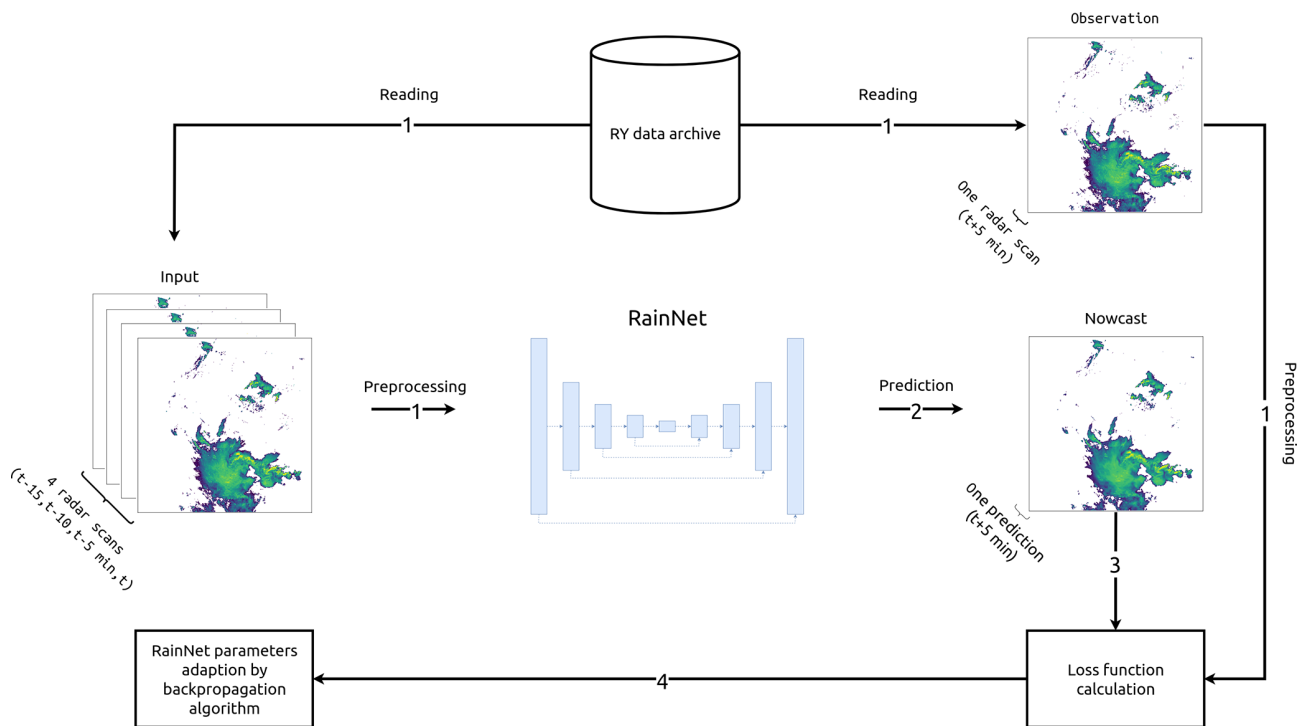 Observation
Reading
1
Reading
1
RY data archive
One radar scan
(t+5 min)
Input
RainNet
Nowcast
Preprocessing
1
Prediction
2
1
Preprocessing
4 radar scans
(t-15,t-10,t-5 min,t)
One prediction
(t+5 min)
3
RainNet parameters
adaption by
backpropagation
algorithm
4
Loss function
calculation